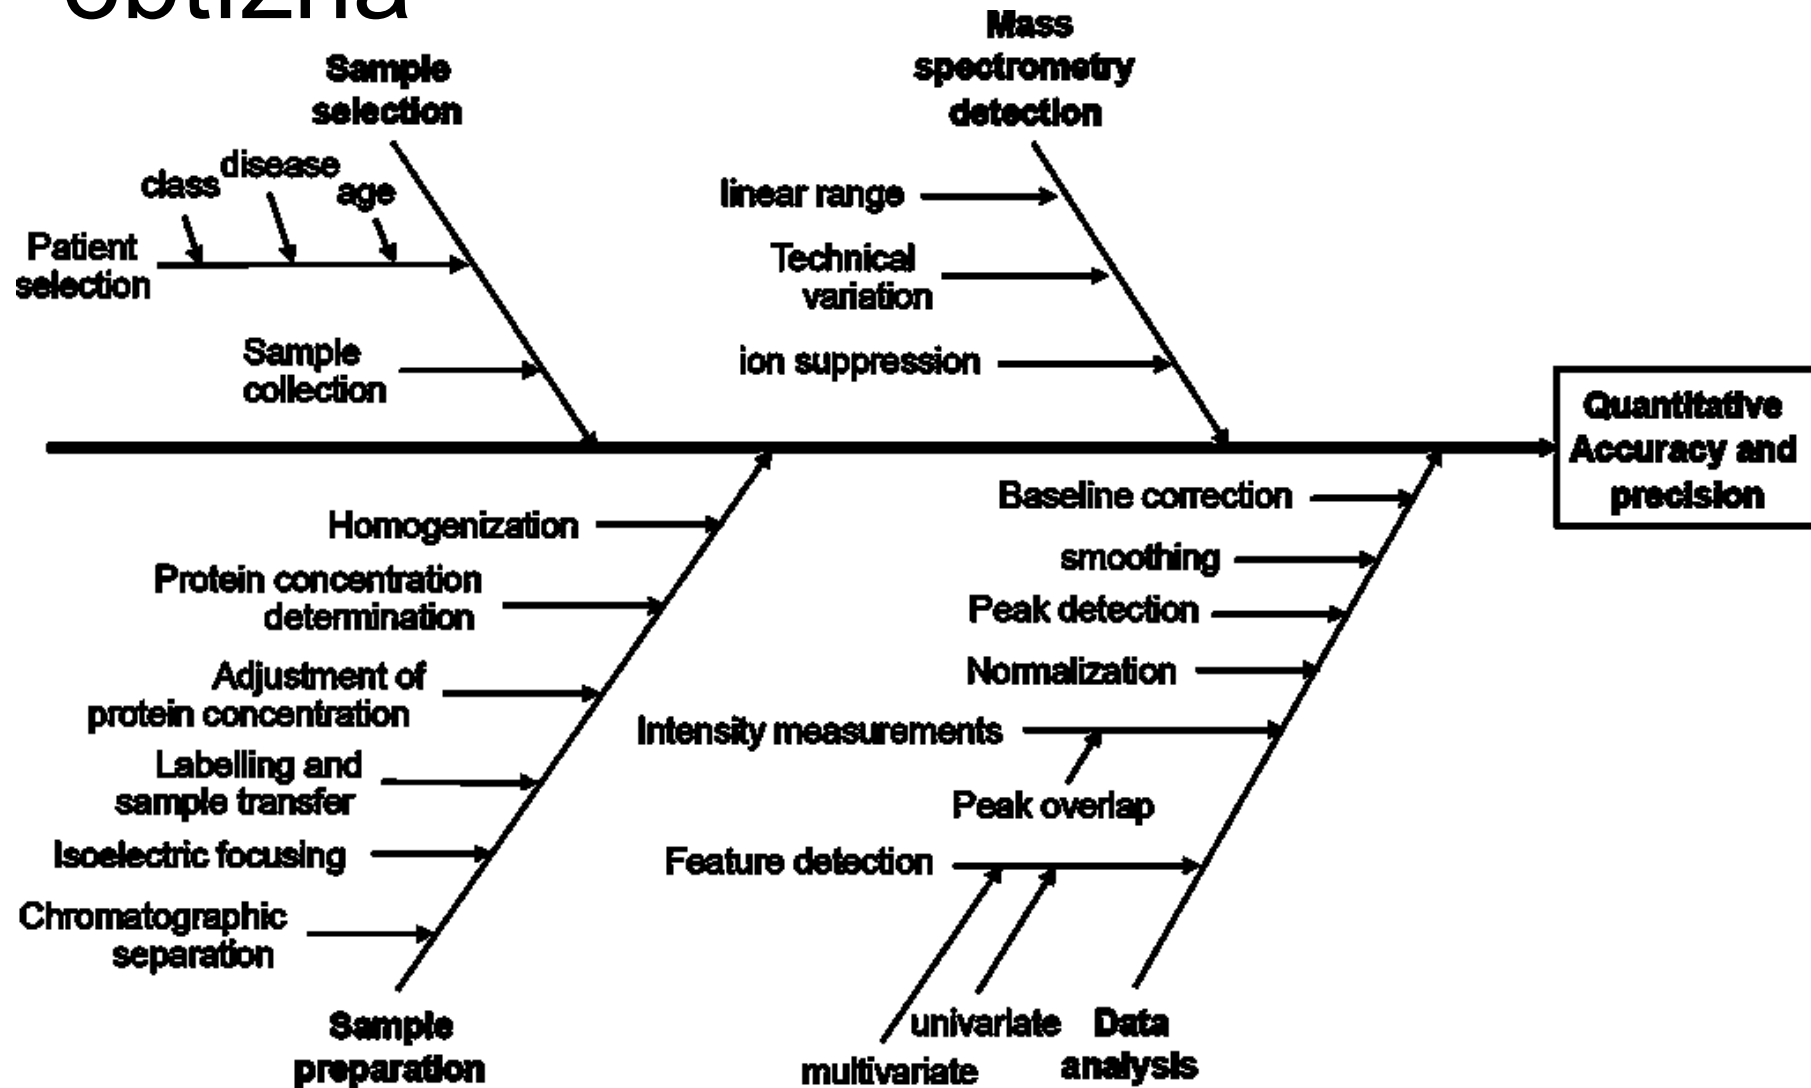 obtížná
Mass
spectrometry
detection
Sample
selection
class
disease
age
Patient
selection
Sample
collection
linear range
Technical
variation
ion suppression
Quantitative
Accuracy and
precision
Homogenization
Protein concentration
determination
Adjustment of
protein concentration
Labelling and
sample transfer
Isoelectric focusing
Chromatographic
separation
Sample
preparation
Baseline correction
smoothing
Peak detection
Normalization
Intensity measurements
Peak overlap
Feature detection
univariate
multivariate
Data
analysis